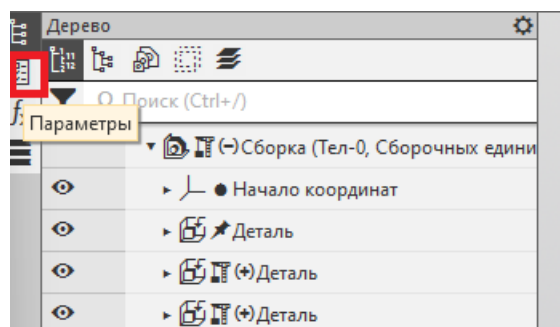 Дерево
Поиск (Ctrl+/)
Параметры
(-)Сборка (Тел-0, Сборочных едини
Начало координат
Деталь
(+)Деталь
(+)Деталь